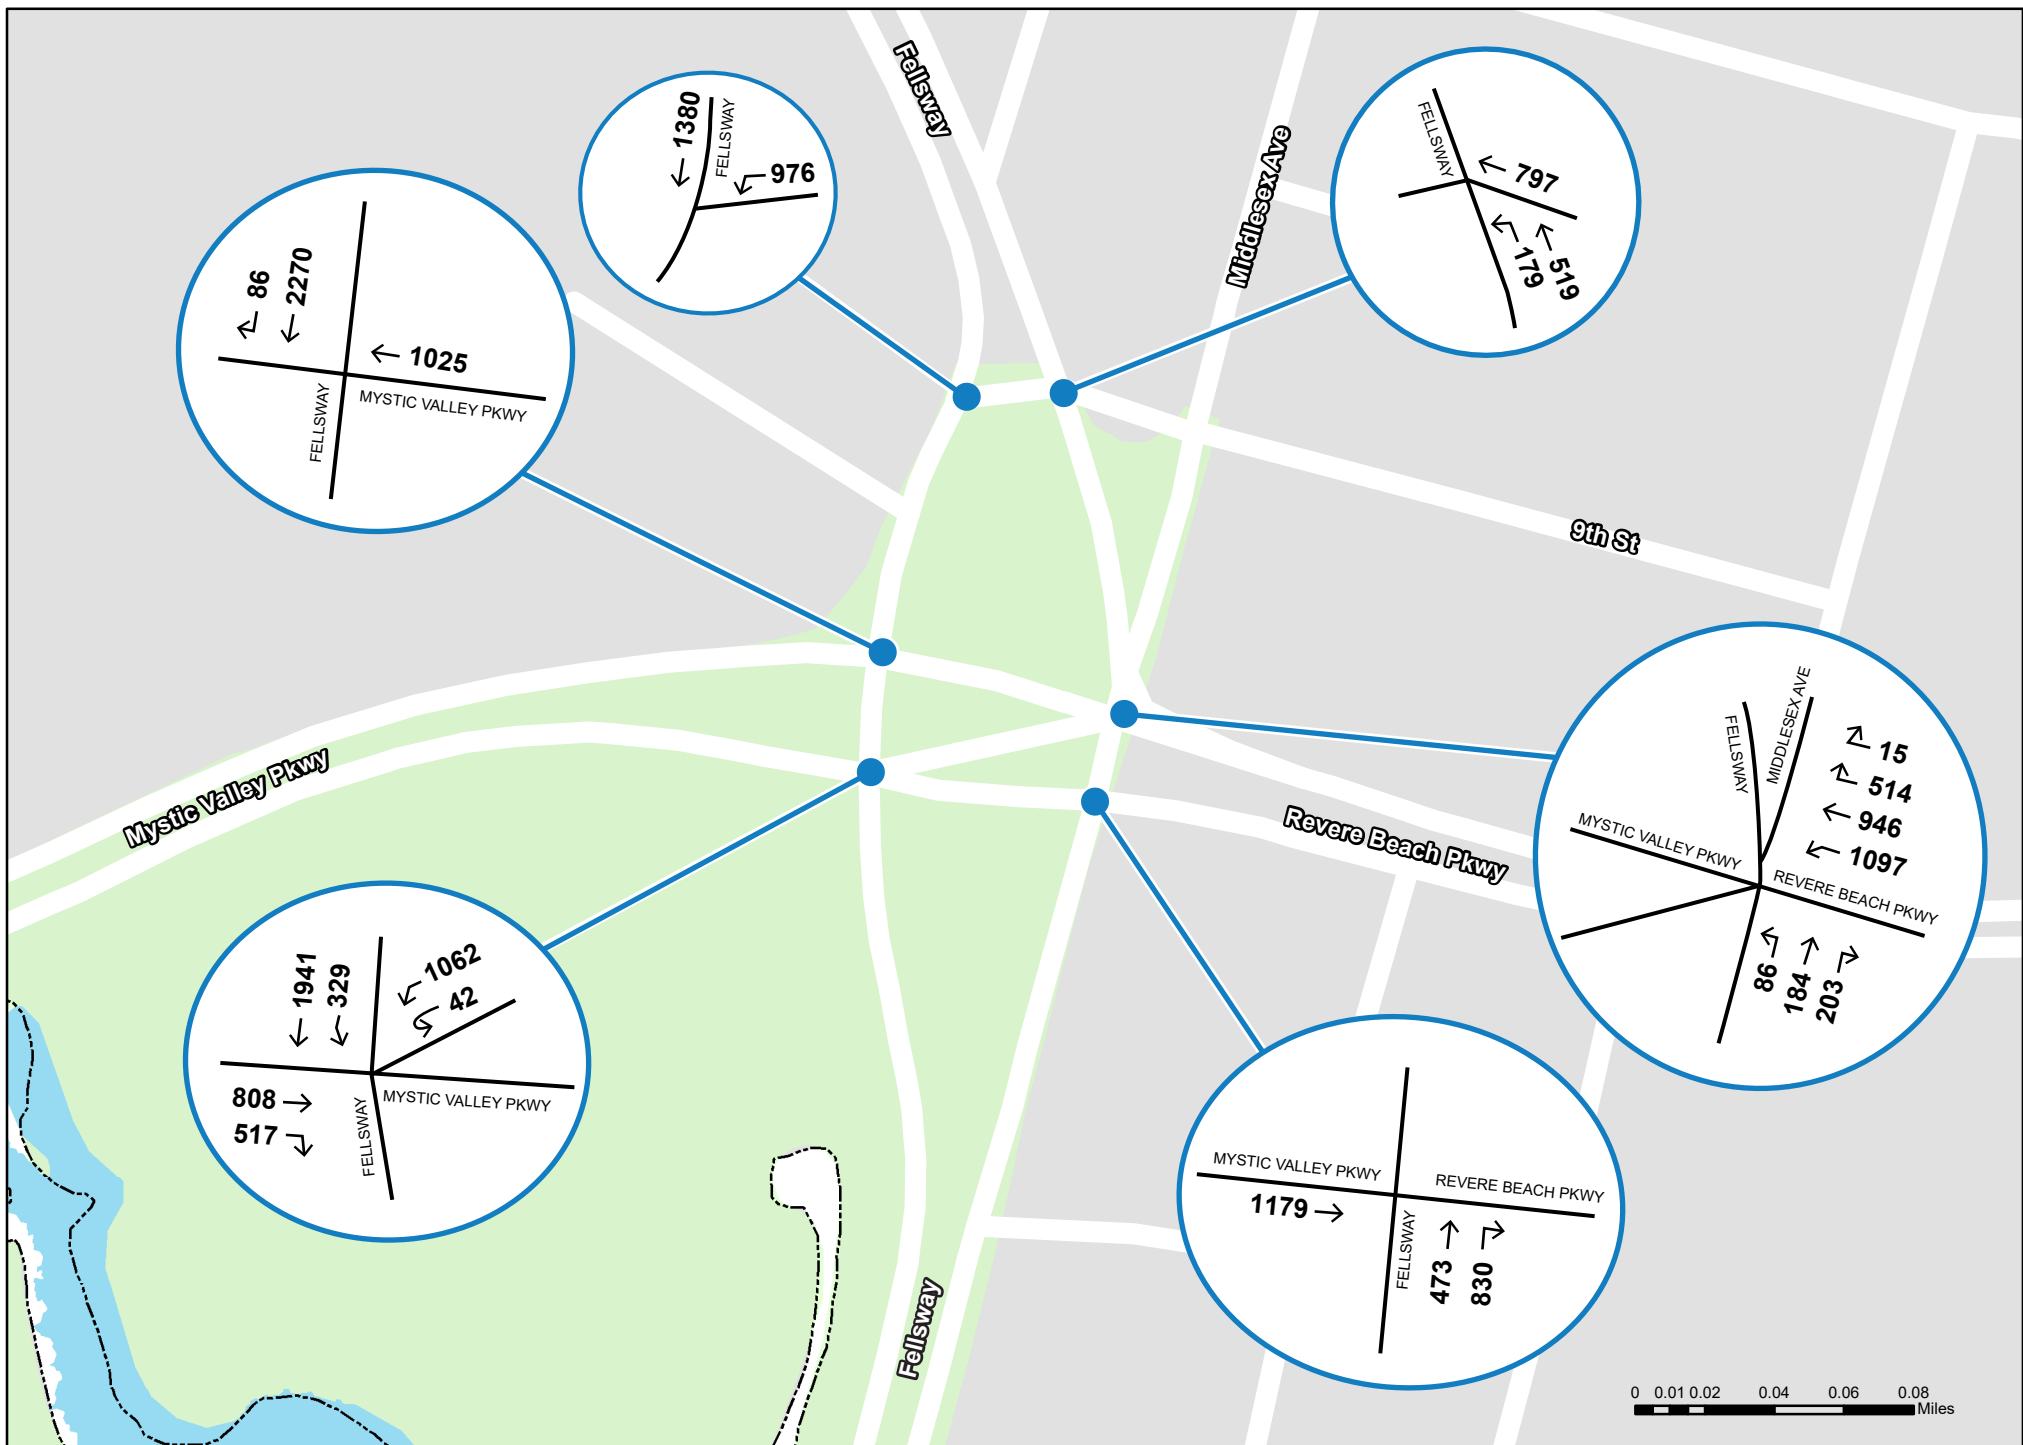 Fellsway
Middlesex Ave
9th St
Mystic Valley Pkwy
Revere Beach Pkwy
Fellsway
1380
FELLSWAY
976
FELLSWAY
797
179
519
86
2270
1025
MYSTIC VALLEY PKWY
FELLSWAY
FELLSWAY
MIDDLESEX AVE
15
514
946
1097
MYSTIC VALLEY PKWY
REVERE BEACH PKWY
86
184
203
1941
329
1062
42
808
517
MYSTIC VALLEY PKWY
FELLSWAY
MYSTIC VALLEY PKWY
REVERE BEACH PKWY
1179
FELLSWAY
473
830
0 0.01 0.02 0.04 0.06 0.08
Miles